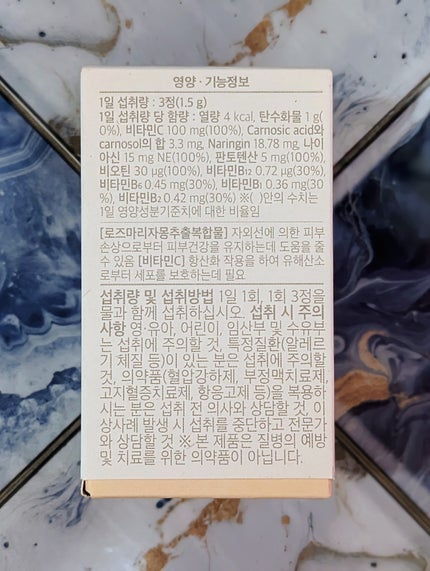 영양·기능정보
1일 섭취량 : 3정(1.5 g)
1일 섭취량 당 함량 : 열량 4 kcal, 탄수화물 1 g(
0%), 비타민C 100 mg(100%), Carnosic acid와
carnosol의 합 3.3 mg, Naringin 18.78 mg, 나이
아신 15 mg NE(100%), 판토텐산 5 mg(100%),
비오틴 30 μg(100%), 비타민B12 0.72 μg(30%),
비타민B6 0.45 mg(30%), 비타민B1 0.36 mg(30
%), 비타민B2 0.42 mg(30%) ※( )안의 수치는
1일 영양성분기준치에 대한 비율임
[로즈마리자몽추출복합물] 자외선에 의한 피부
손상으로부터 피부건강을 유지하는데 도움을 줄
수 있음 [비타민C] 항산화 작용을 하여 유해산소
로부터 세포를 보호하는데 필요
섭취량 및 섭취방법 1일 1회, 1회 3정을
물과 함께 섭취하십시오. 섭취 시 주의
사항 영·유아, 어린이, 임산부 및 수유부
는 섭취에 주의할 것, 특정질환(알레르
기 체질 등)이 있는 분은 섭취에 주의할
것, 의약품(혈압강하제, 부정맥치료제,
고지혈증치료제, 항응고제 등)을 복용하
시는 분은 섭취 전 의사와 상담할 것, 이
상사례 발생 시 섭취를 중단하고 전문가
와 상담할 것 ※ 본 제품은 질병의 예방
및 치료를 위한 의약품이 아닙니다.